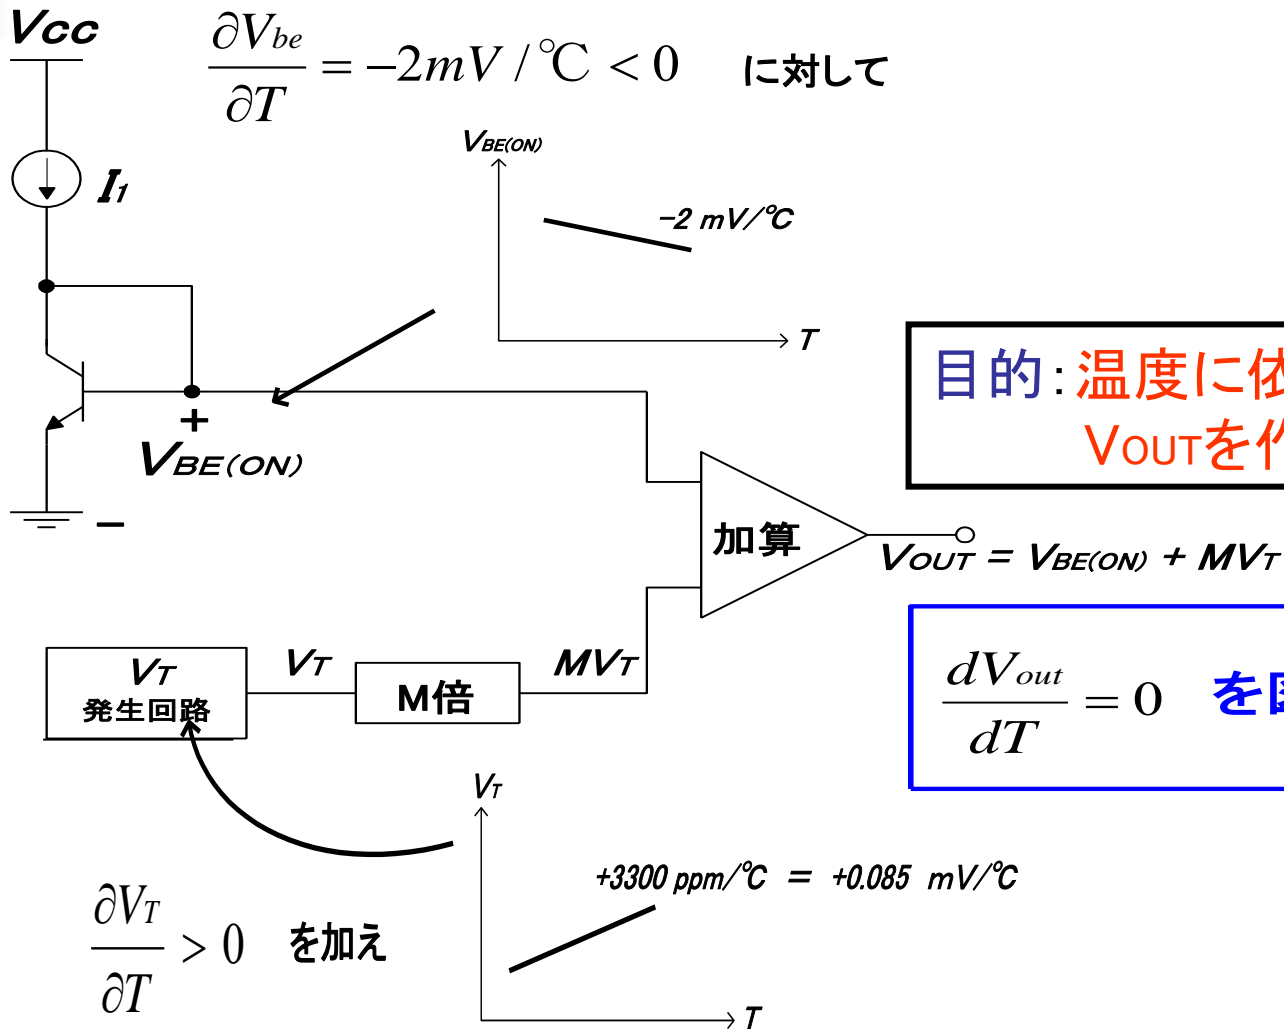 Vcc
∂Vbe/∂T = −2mV / ℃ < 0 に対して
VBE(ON)
I1
−2 mV/℃
T
目的:温度に依
VOUTを作
+
VBE(ON)
−
加算
VOUT = VBE(ON) + MVT
VT
発生回路
VT
M倍
MVT
dVout/dT = 0 を
VT
+3300 ppm/℃ = +0.085 mV/℃
∂VT/∂T > 0 を加え
T